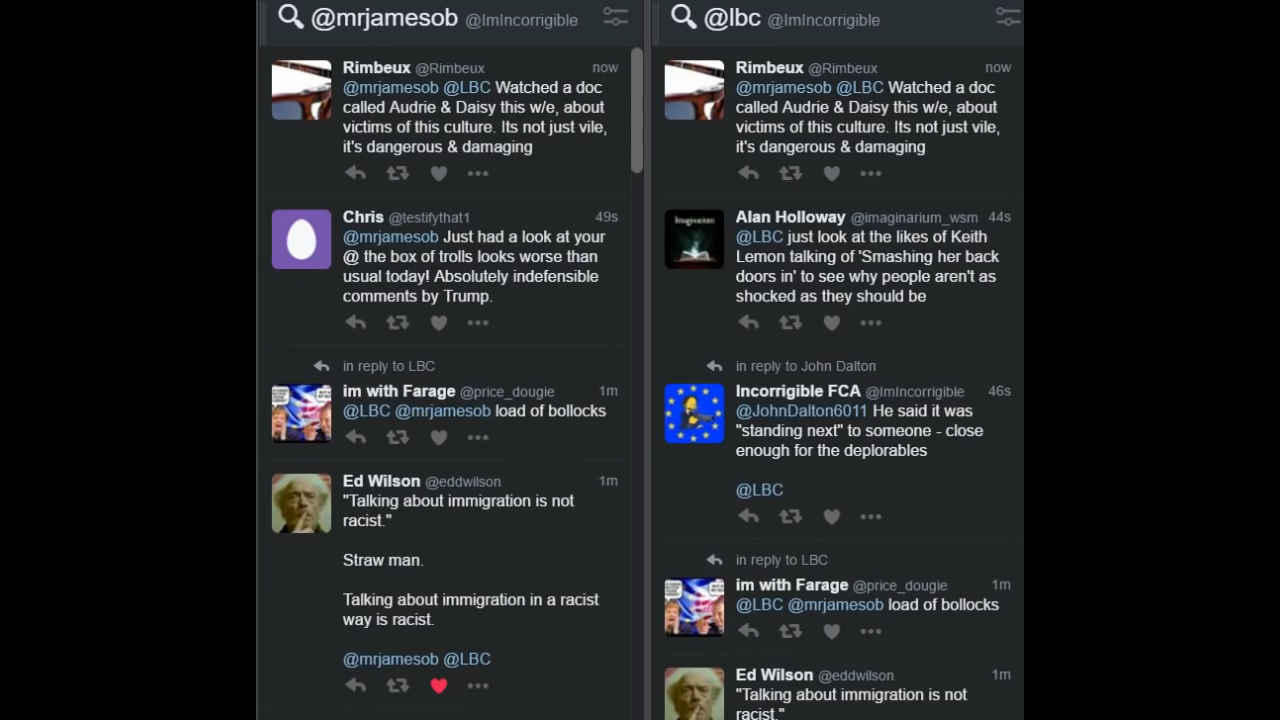 @mrjamesob @ImIncorrigible
Rimbeux @Rimbeux now
@mrjamesob @LBC Watched a doc
called Audrie & Daisy this w/e, about
victims of this culture. Its not just vile,
it's dangerous & damaging
Chris @testifythat1 49s
@mrjamesob Just had a look at your
@ the box of trolls looks worse than
usual today! Absolutely indefensible
comments by Trump.
in reply to LBC
im with Farage @price_dougie 1m
@LBC @mrjamesob load of bollocks
Ed Wilson @eddwilson 1m
"Talking about immigration is not
racist."
Straw man.
Talking about immigration in a racist
way is racist.
@mrjamesob @LBC
@lbc @ImIncorrigible
Rimbeux @Rimbeux now
@mrjamesob @LBC Watched a doc
called Audrie & Daisy this w/e, about
victims of this culture. Its not just vile,
it's dangerous & damaging
Imaginarium
Alan Holloway @imaginarium_wsm 44s
@LBC just look at the likes of Keith
Lemon talking of 'Smashing her back
doors in' to see why people aren't as
shocked as they should be
in reply to John Dalton
Incorrigible FCA @ImIncorrigible 46s
@JohnDalton6011 He said it was
"standing next" to someone - close
enough for the deplorables
@LBC
in reply to LBC
im with Farage @price_dougie 1m
@LBC @mrjamesob load of bollocks
Ed Wilson @eddwilson 1m
"Talking about immigration is not
racist."